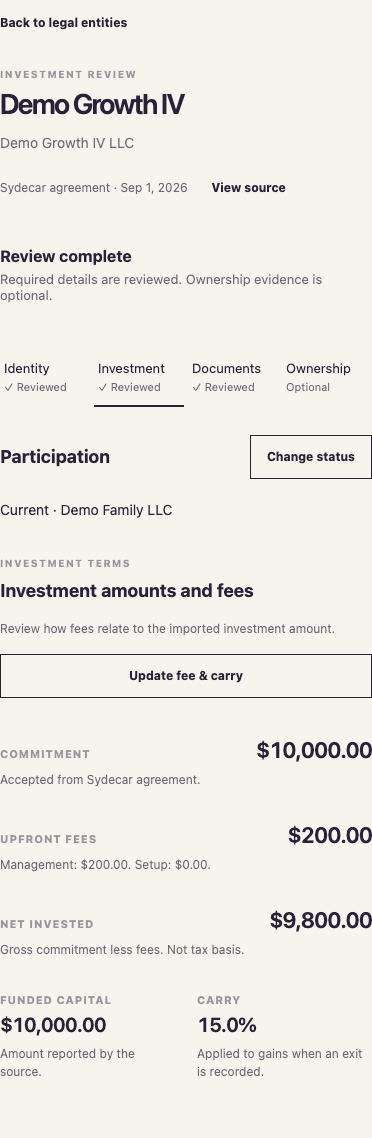 Back to legal entities
INVESTMENT REVIEW
Demo Growth IV
Demo Growth IV LLC
Sydecar agreement · Sep 1, 2026 View source
Review complete
Required details are reviewed. Ownership evidence is
optional.
Identity Investment Documents Ownership
✓ Reviewed ✓ Reviewed ✓ Reviewed Optional
Participation Change status
Current · Demo Family LLC
INVESTMENT TERMS
Investment amounts and fees
Review how fees relate to the imported investment amount.
Update fee & carry
COMMITMENT $10,000.00
Accepted from Sydecar agreement.
UPFRONT FEES $200.00
Management: $200.00. Setup: $0.00.
NET INVESTED $9,800.00
Gross commitment less fees. Not tax basis.
FUNDED CAPITAL CARRY
$10,000.00 15.0%
Amount reported by the Applied to gains when an exit
source. is recorded.